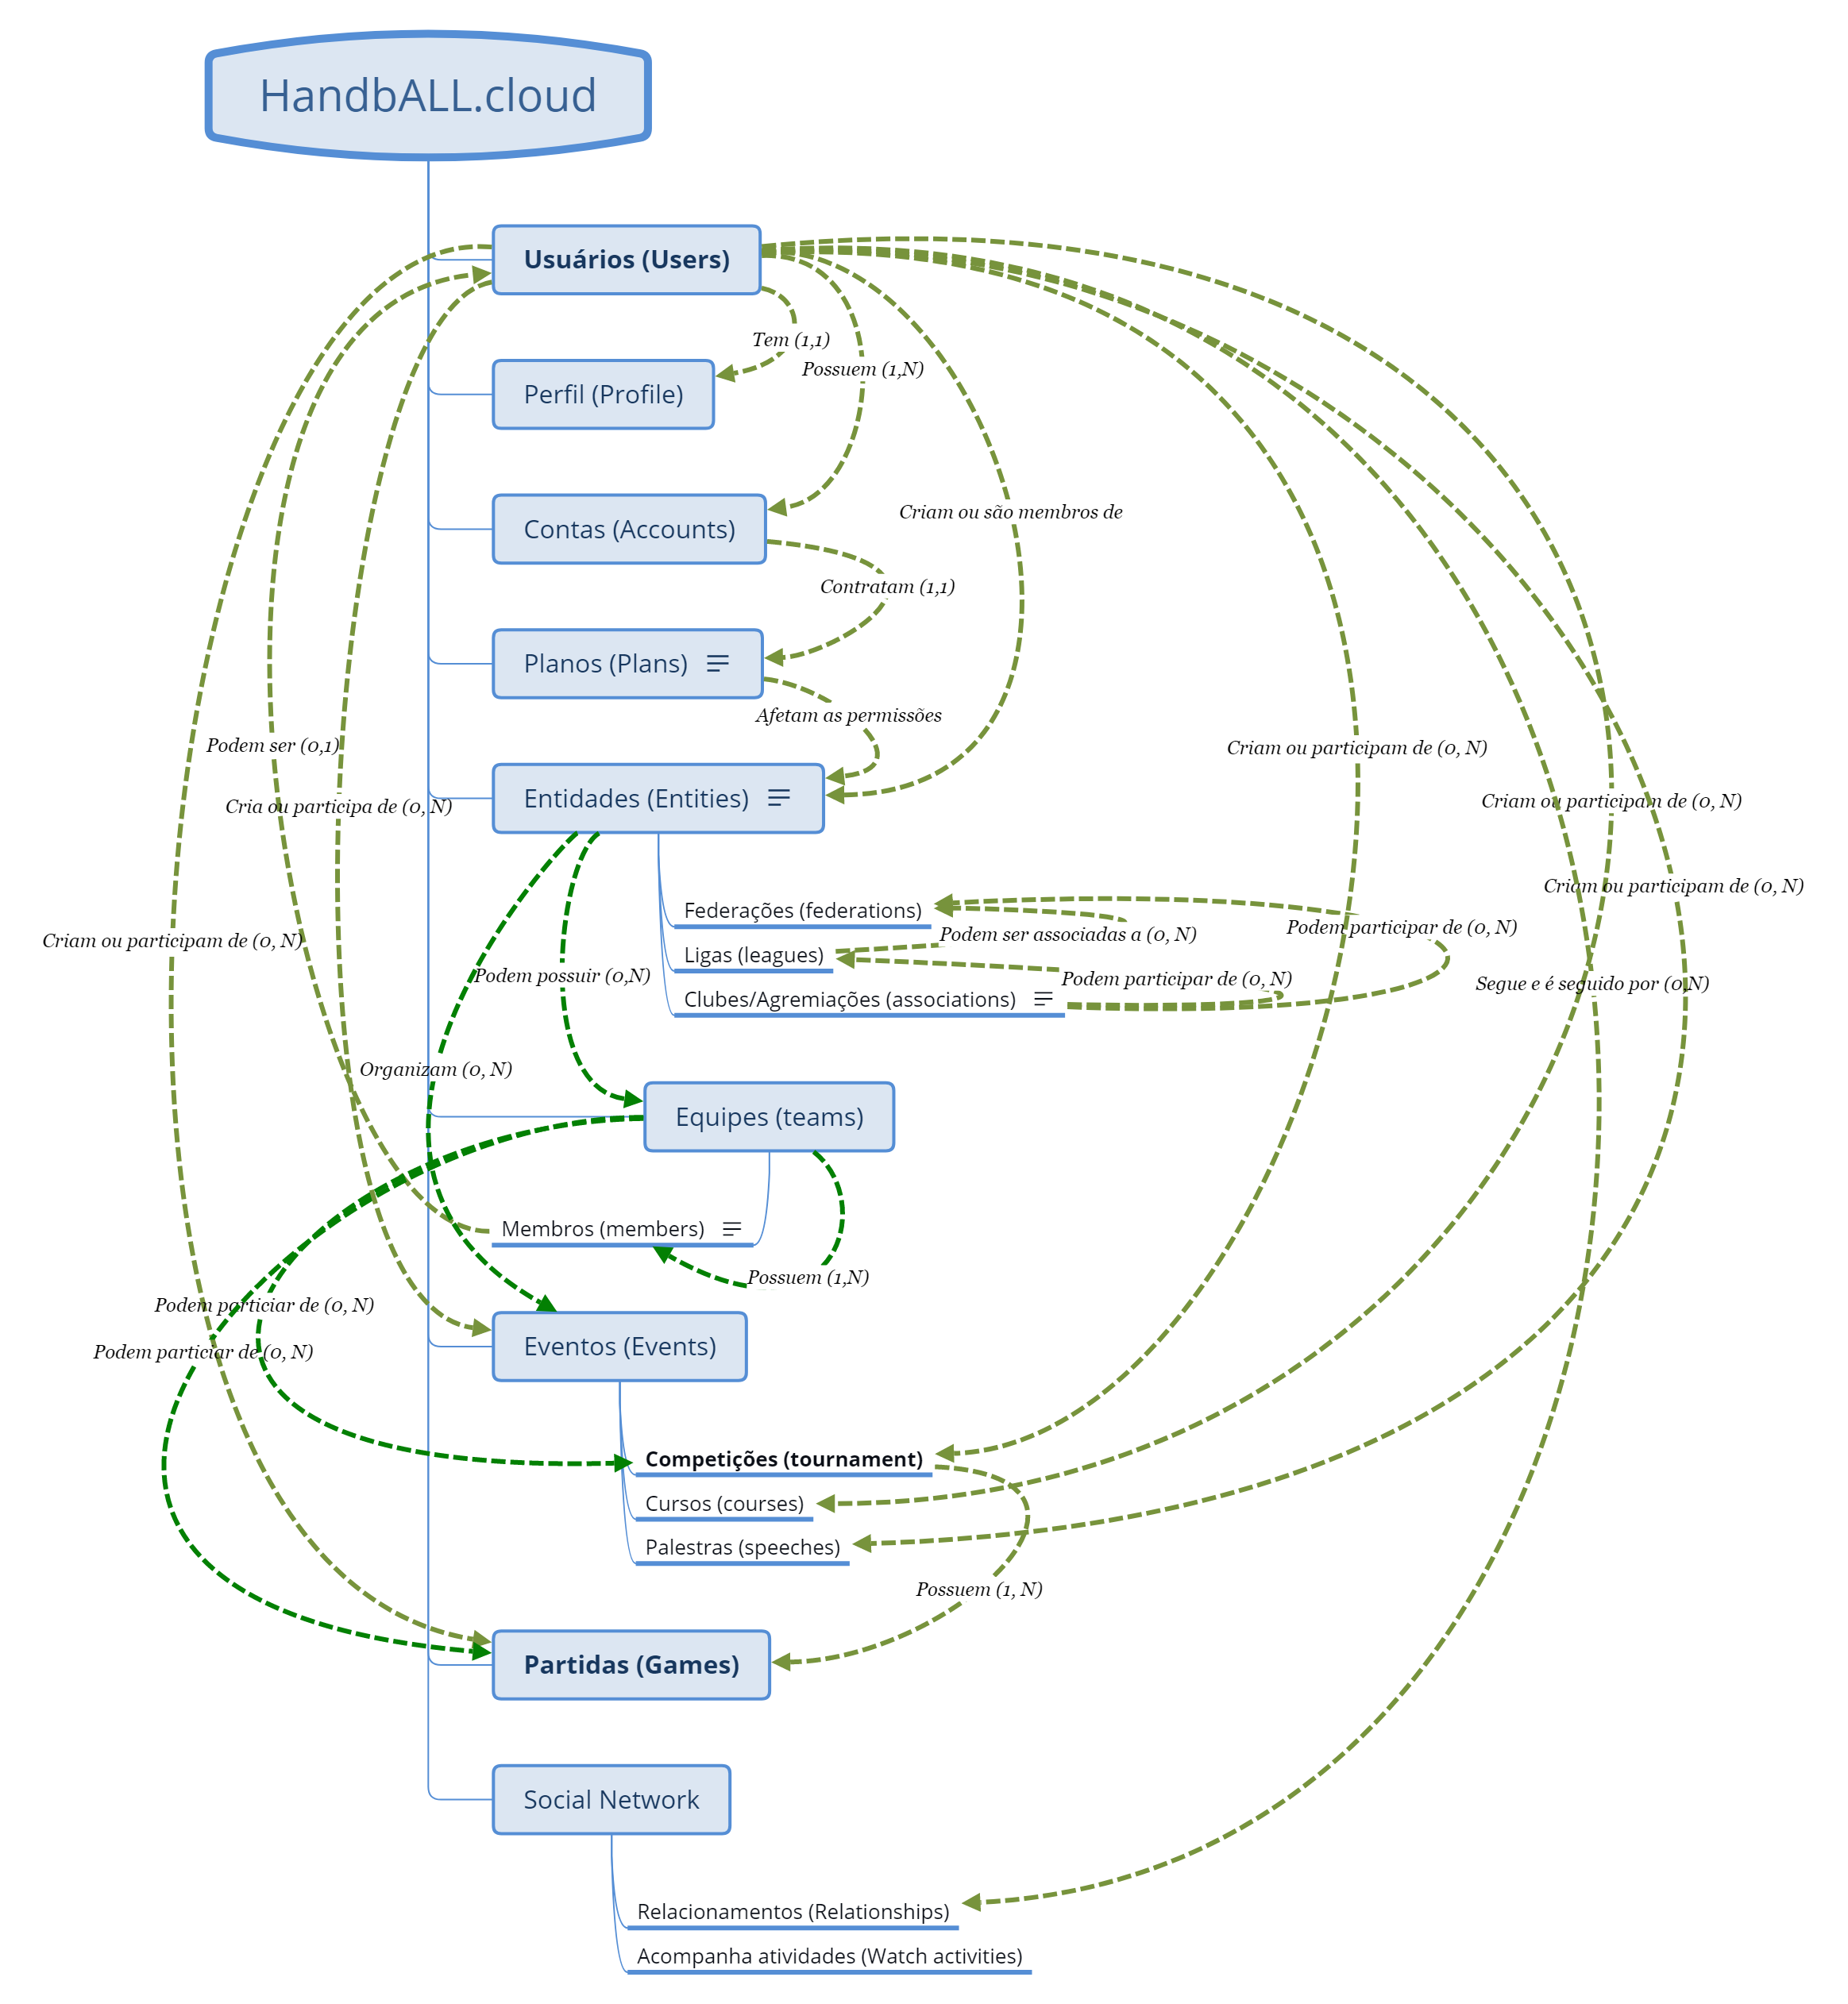 HandbALL.cloud
Usuários (Users)
Tem (1,1)
Possuem (1,N)
Perfil (Profile)
Criam ou são membros de
Contas (Accounts)
Contratam (1,1)
Planos (Plans)
Afetam as permissões
Podem ser (0,1)
Criam ou participam de (0, N)
Entidades (Entities)
Cria ou participa de (0, N)
Criam ou participam de (0, N)
Criam ou participam de (0, N)
Federações (federations)
Podem participar de (0, N)
Podem ser associadas a (0, N)
Criam ou participam de (0, N)
Ligas (leagues)
Podem possuir (0,N)
Podem participar de (0, N)
Segue e é seguido por (0,N)
Clubes/Agremiações (associations)
Organizam (0, N)
Equipes (teams)
Membros (members)
Possuem (1,N)
Podem particiar de (0, N)
Podem particiar de (0, N)
Eventos (Events)
Competições (tournament)
Cursos (courses)
Palestras (speeches)
Possuem (1, N)
Partidas (Games)
Social Network
Relacionamentos (Relationships)
Acompanha atividades (Watch activities)